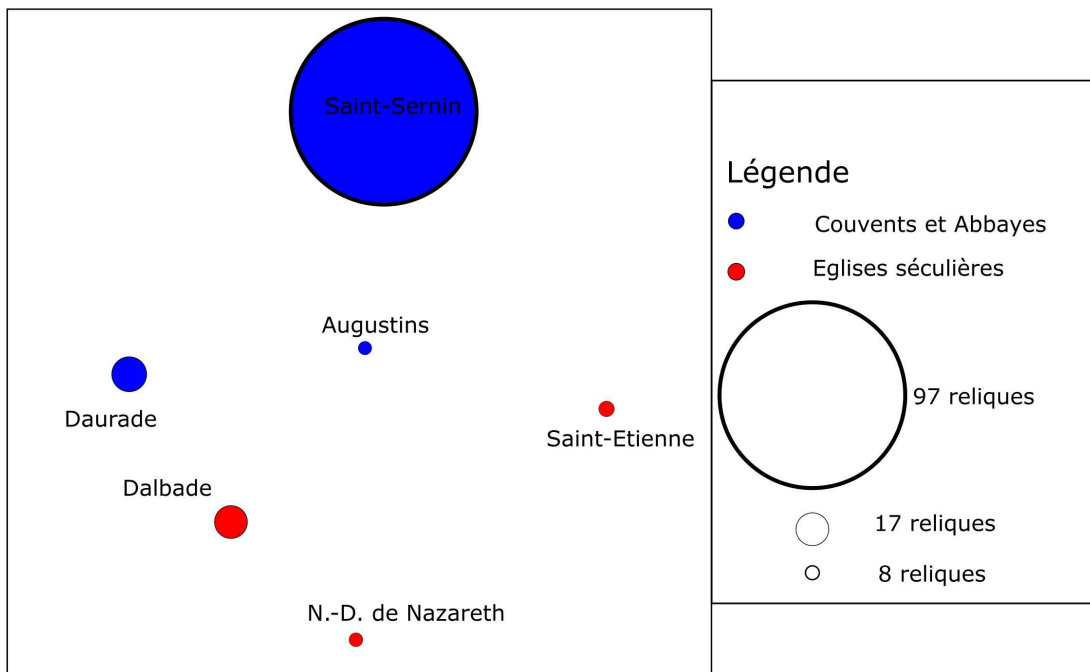 Saint-Sernin
Augustins
Daurade
Saint-Etienne
Dalbade
N.-D. de Nazareth
Légende
Couvents et Abbayes
Eglises séculières
97 reliques
17 reliques
8 reliques